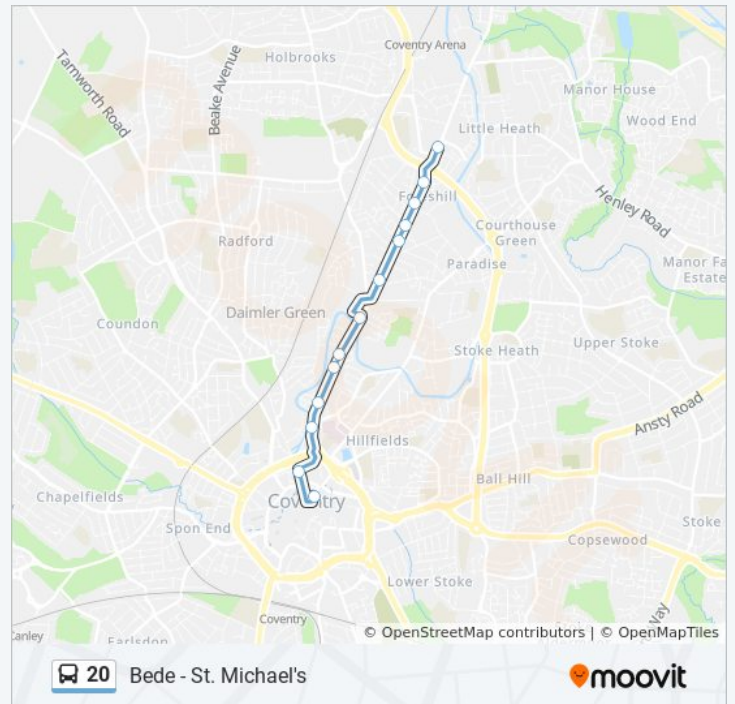 Coventry Arena
Holbrooks
Tamworth Road
Beake Avenue
Manor House
Little Heath
Wood End
Foleshill
Henley Road
Courthouse
Green
Radford
Paradise
Manor Fa
Estate
Daimler Green
Coundon
Upper Stoke
Stoke Heath
Ansty Road
Hillfields
Ball Hill
Chapelfields
Coventry
Stoke
Spon End
Copsewood
Lower Stoke
Coventry
Way
anley
Earlsdon
© OpenStreetMap contributors | © OpenMapTiles
20 Bede - St. Michael's
moovit